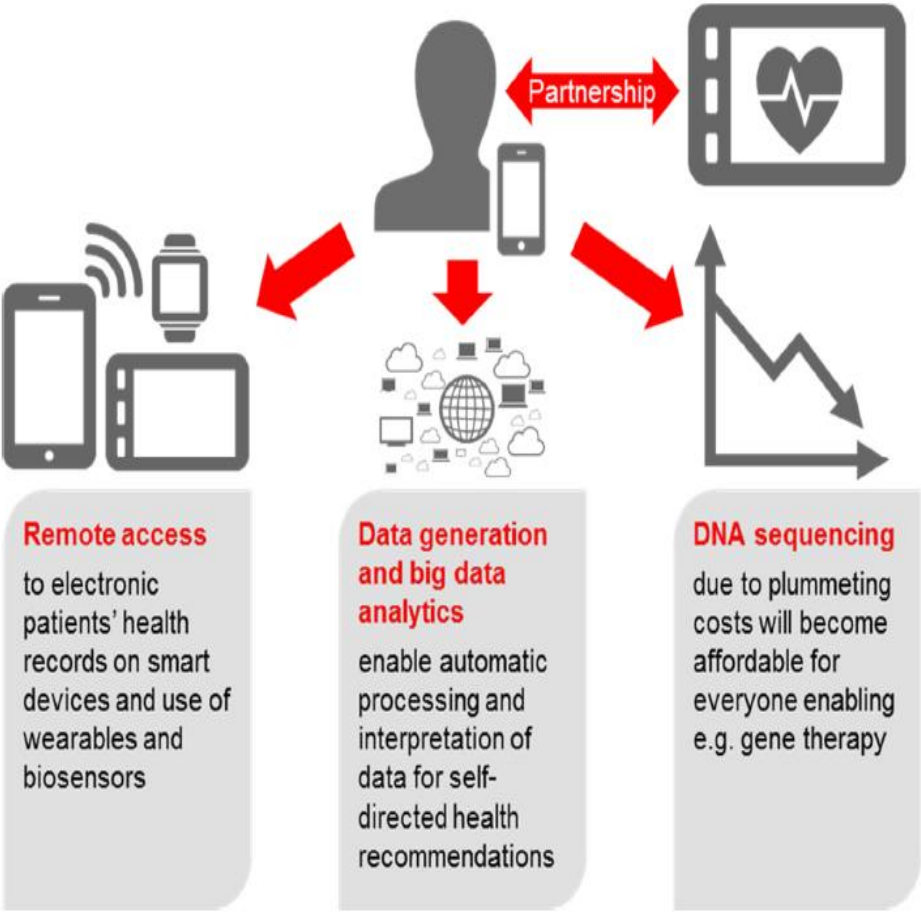 Partnership
Remote access
to electronic
patients' health
records on smart
devices and use of
wearables and
biosensors
Data generation
and big data
analytics
enable automatic
processing and
interpretation of
data for self-
directed health
recommendations
DNA sequencing
due to plummeting
costs will become
affordable for
everyone enabling
e.g. gene therapy